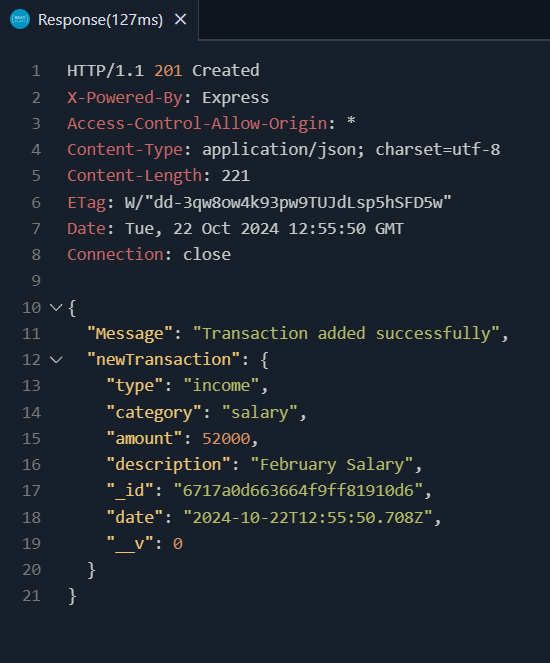 Response(127ms)
1 HTTP/1.1 201 Created
2 X-Powered-By: Express
3 Access-Control-Allow-Origin: *
4 Content-Type: application/json; charset=utf-8
5 Content-Length: 221
6 ETag: W/"dd-3qw8ow4k93pw9TUJdLsp5hSFD5w"
7 Date: Tue, 22 Oct 2024 12:55:50 GMT
8 Connection: close
9
10 {
11 "Message": "Transaction added successfully",
12 "newTransaction": {
13 "type": "income",
14 "category": "salary",
15 "amount": 52000,
16 "description": "February Salary",
17 "_id": "6717a0d663664f9ff81910d6",
18 "date": "2024-10-22T12:55:50.708Z",
19 "__v": 0
20 }
21 }